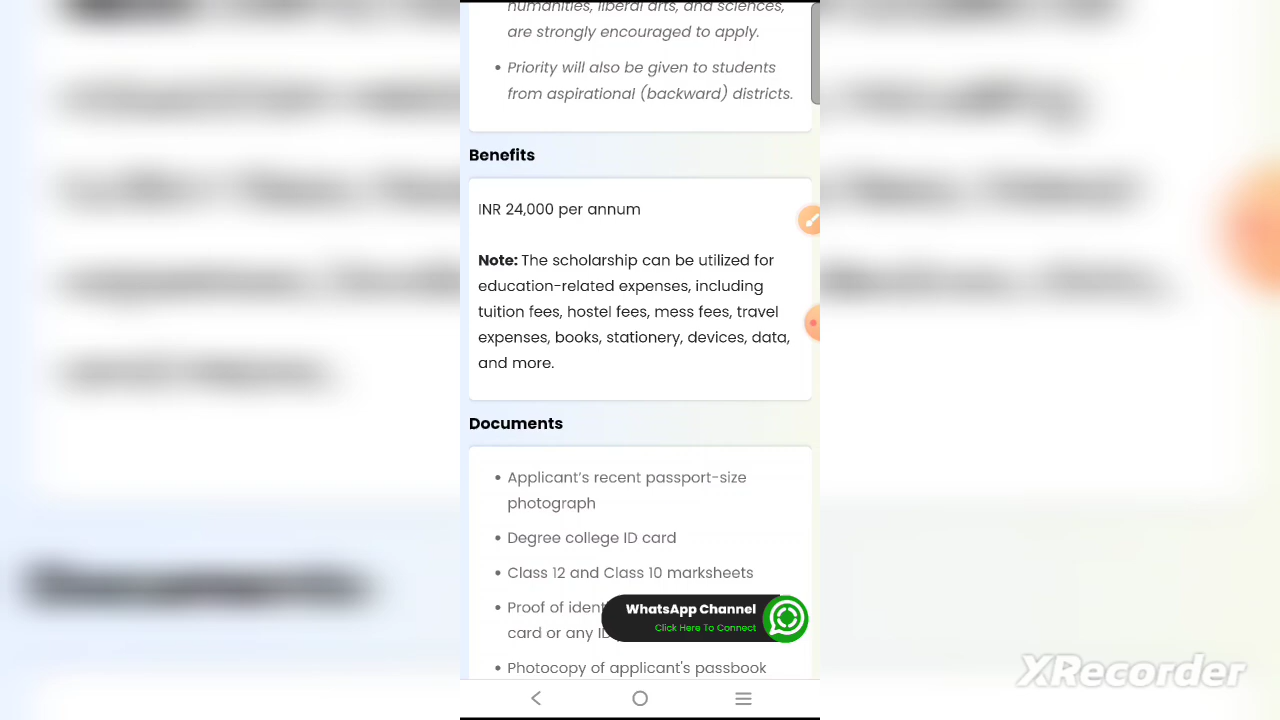 humanities, liberal arts, and sciences,
are strongly encouraged to apply.
• Priority will also be given to students
from aspirational (backward) districts.
Benefits
INR 24,000 per annum
Note: The scholarship can be utilized for
education-related expenses, including
tuition fees, hostel fees, mess fees, travel
expenses, books, stationery, devices, data,
and more.
Documents
• Applicant's recent passport-size
photograph
• Degree college ID card
• Class 12 and Class 10 marksheets
• Proof of
card or any
WhatsApp Channel
Click Here To Connect
• Photocopy of applicant's passbook
XRecorder